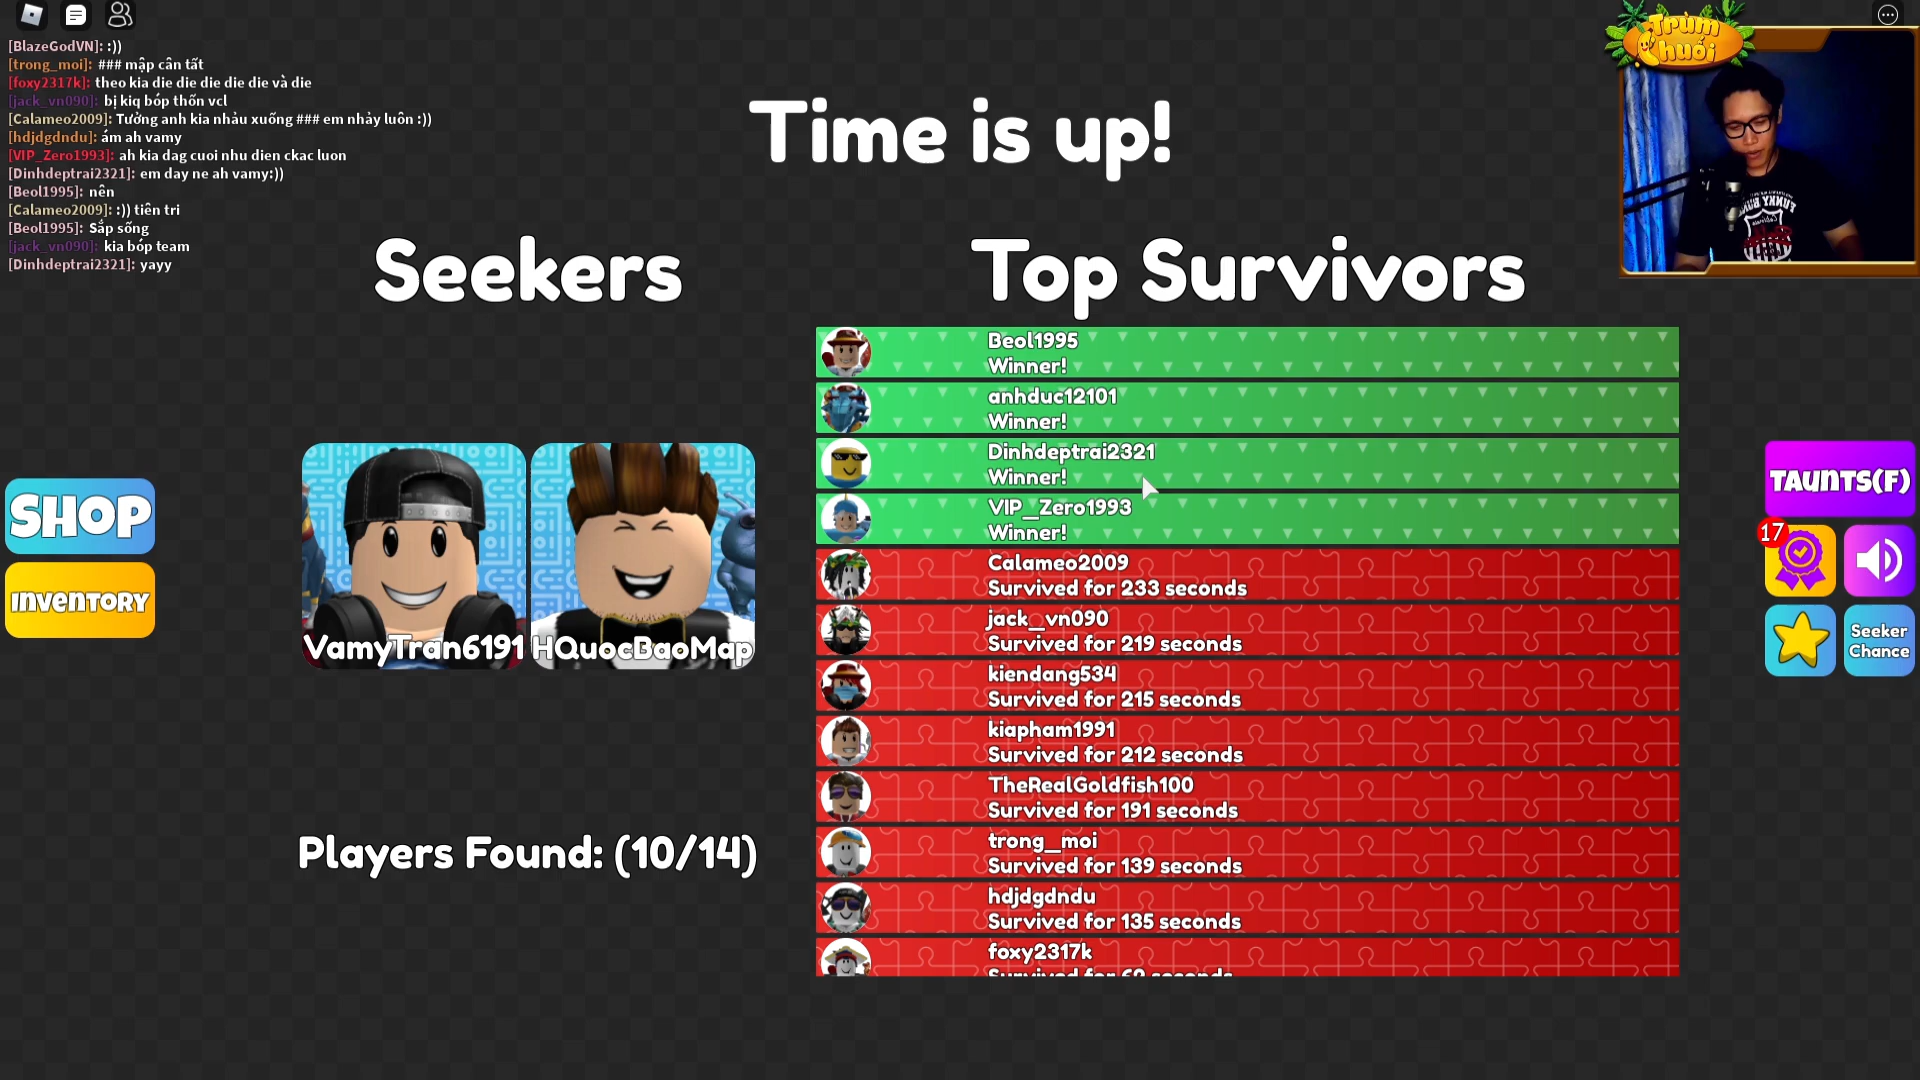 [BlazeGodVN]: :))
[trong_moi]: ### mập cân tất
[foxy2317k]: theo kia die die die die die và die
[jack_vn090]: bị kiq bóp thốn vcl
[Calameo2009]: Tưởng anh kia nhảu xuống ### em nhảy luôn :))
[hdjdgdndu]: ám ah vamy
[VIP_Zero1993]: ah kia dag cuoi nhu dien ckac luon
[Dinhdeptrai2321]: em day ne ah vamy:))
[Beol1995]: nên
[Calameo2009]: :)) tiên tri
[Beol1995]: Sắp sõng
[jack_vn090]: kia bóp team
[Dinhdeptrai2321]: yayy
Trùm
chuối
Time is up!
Seekers
Top Survivors
Beol1995
Winner!
anhduc12101
Winner!
Dinhdeptrai2321
Winner!
VIP_Zero1993
Winner!
Calameo2009
Survived for 233 seconds
jack_vn090
Survived for 219 seconds
kiendang534
Survived for 215 seconds
kiapham1991
Survived for 212 seconds
TheRealGoldfish100
Survived for 191 seconds
trong_moi
Survived for 139 seconds
hdjdgdndu
Survived for 135 seconds
foxy2317k
VamyTran6191
HQuocBaoMap
Players Found: (10/14)
SHOP
INVENTORY
TAUNTS(F)
17
Seeker
Chance